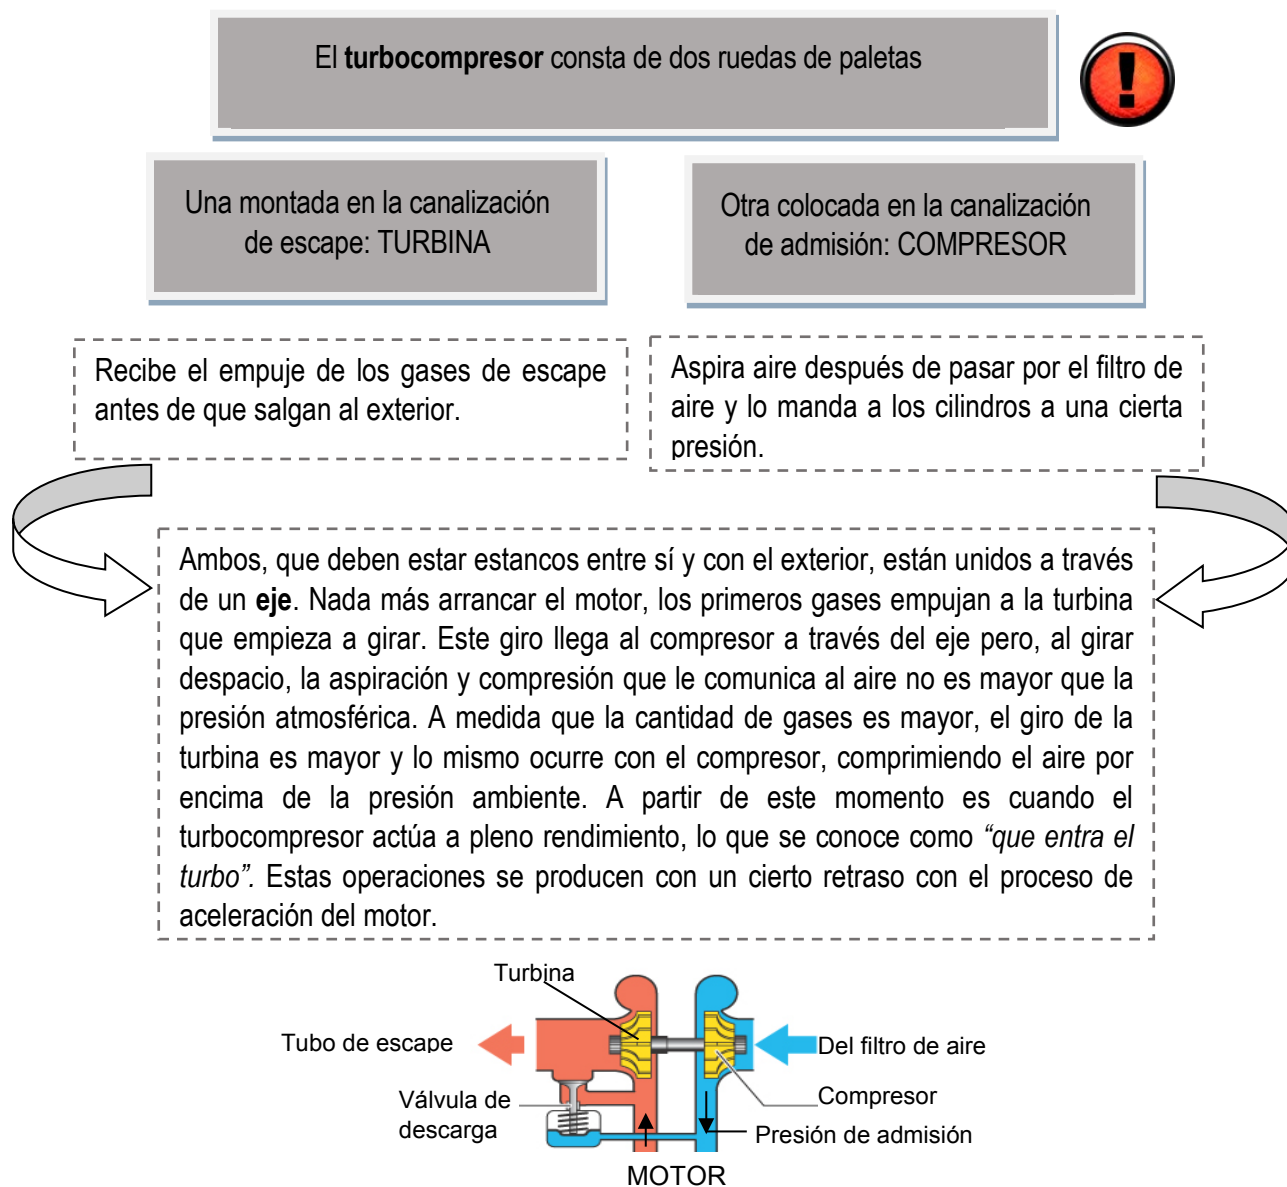 El turbocompresor consta de dos ruedas de paletas
!
Una montada en la canalización
de escape: TURBINA
Otra colocada en la canalización
de admisión: COMPRESOR
Recibe el empuje de los gases de escape
antes de que salgan al exterior.
Aspira aire después de pasar por el filtro de
aire y lo manda a los cilindros a una cierta
presión.
Ambos, que deben estar estancos entre sí y con el exterior, están unidos a través
de un eje. Nada más arrancar el motor, los primeros gases empujan a la turbina
que empieza a girar. Este giro llega al compresor a través del eje pero, al girar
despacio, la aspiración y compresión que le comunica al aire no es mayor que la
presión atmosférica. A medida que la cantidad de gases es mayor, el giro de la
turbina es mayor y lo mismo ocurre con el compresor, comprimiendo el aire por
encima de la presión ambiente. A partir de este momento es cuando el
turbocompresor actúa a pleno rendimiento, lo que se conoce como “que entra el
turbo”. Estas operaciones se producen con un cierto retraso con el proceso de
aceleración del motor.
Turbina
Tubo de escape
Del filtro de aire
Válvula de
descarga
Compresor
Presión de admisión
MOTOR